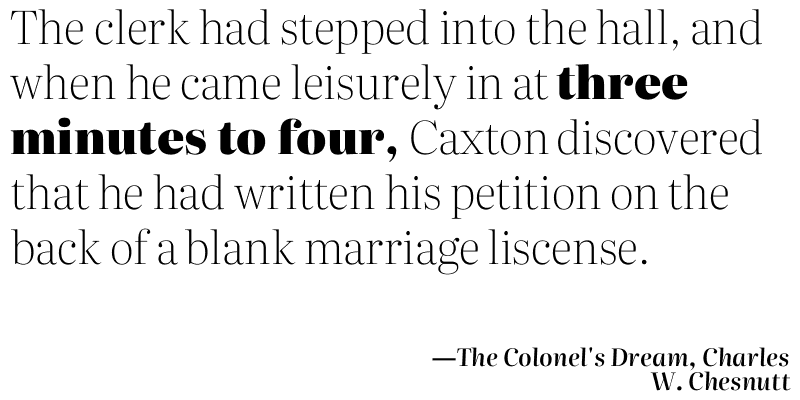 The clerk had stepped into the hall, and
when he came leisurely in at three
minutes to four, Caxton discovered
that he had written his petition on the
back of a blank marriage liscense.
—The Colonel's Dream, Charles
W. Chesnutt